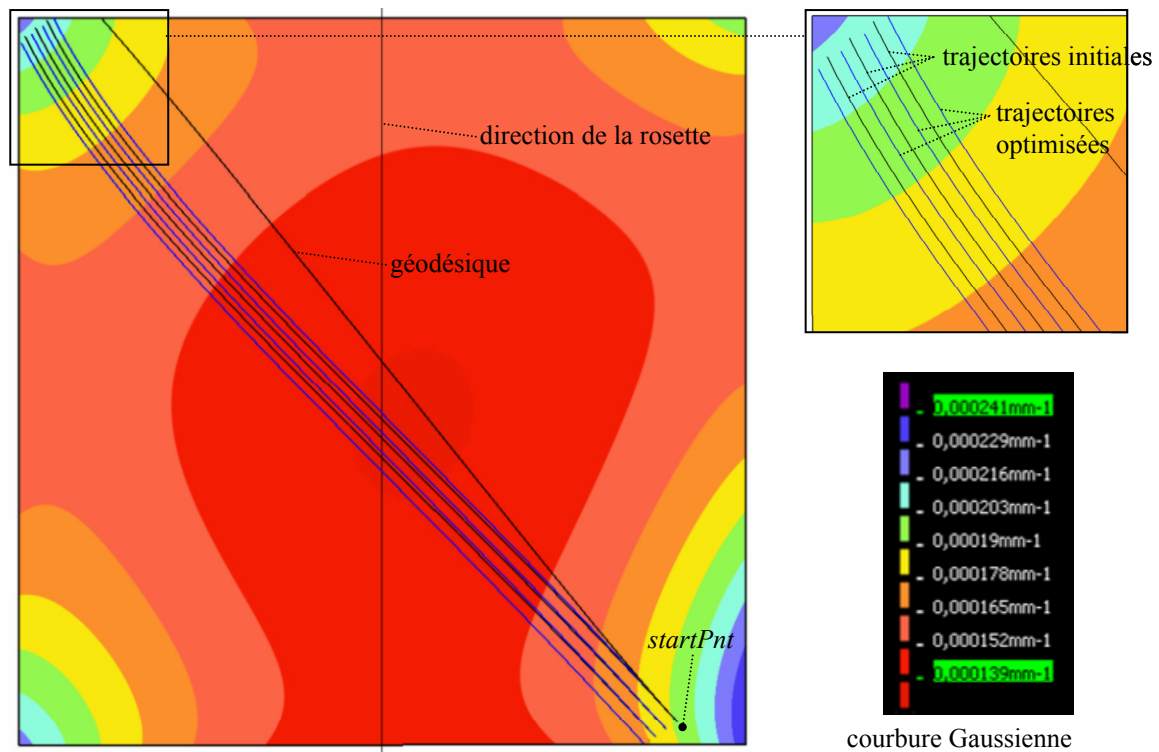 trajectoires initiales
trajectoires
optimisées
direction de la rosette
géodésique
startPnt
0,000241mm-1
0,000229mm-1
0,000216mm-1
0,000203mm-1
0,00019mm-1
0,000178mm-1
0,000165mm-1
0,000152mm-1
0,000139mm-1
courbure Gaussienne